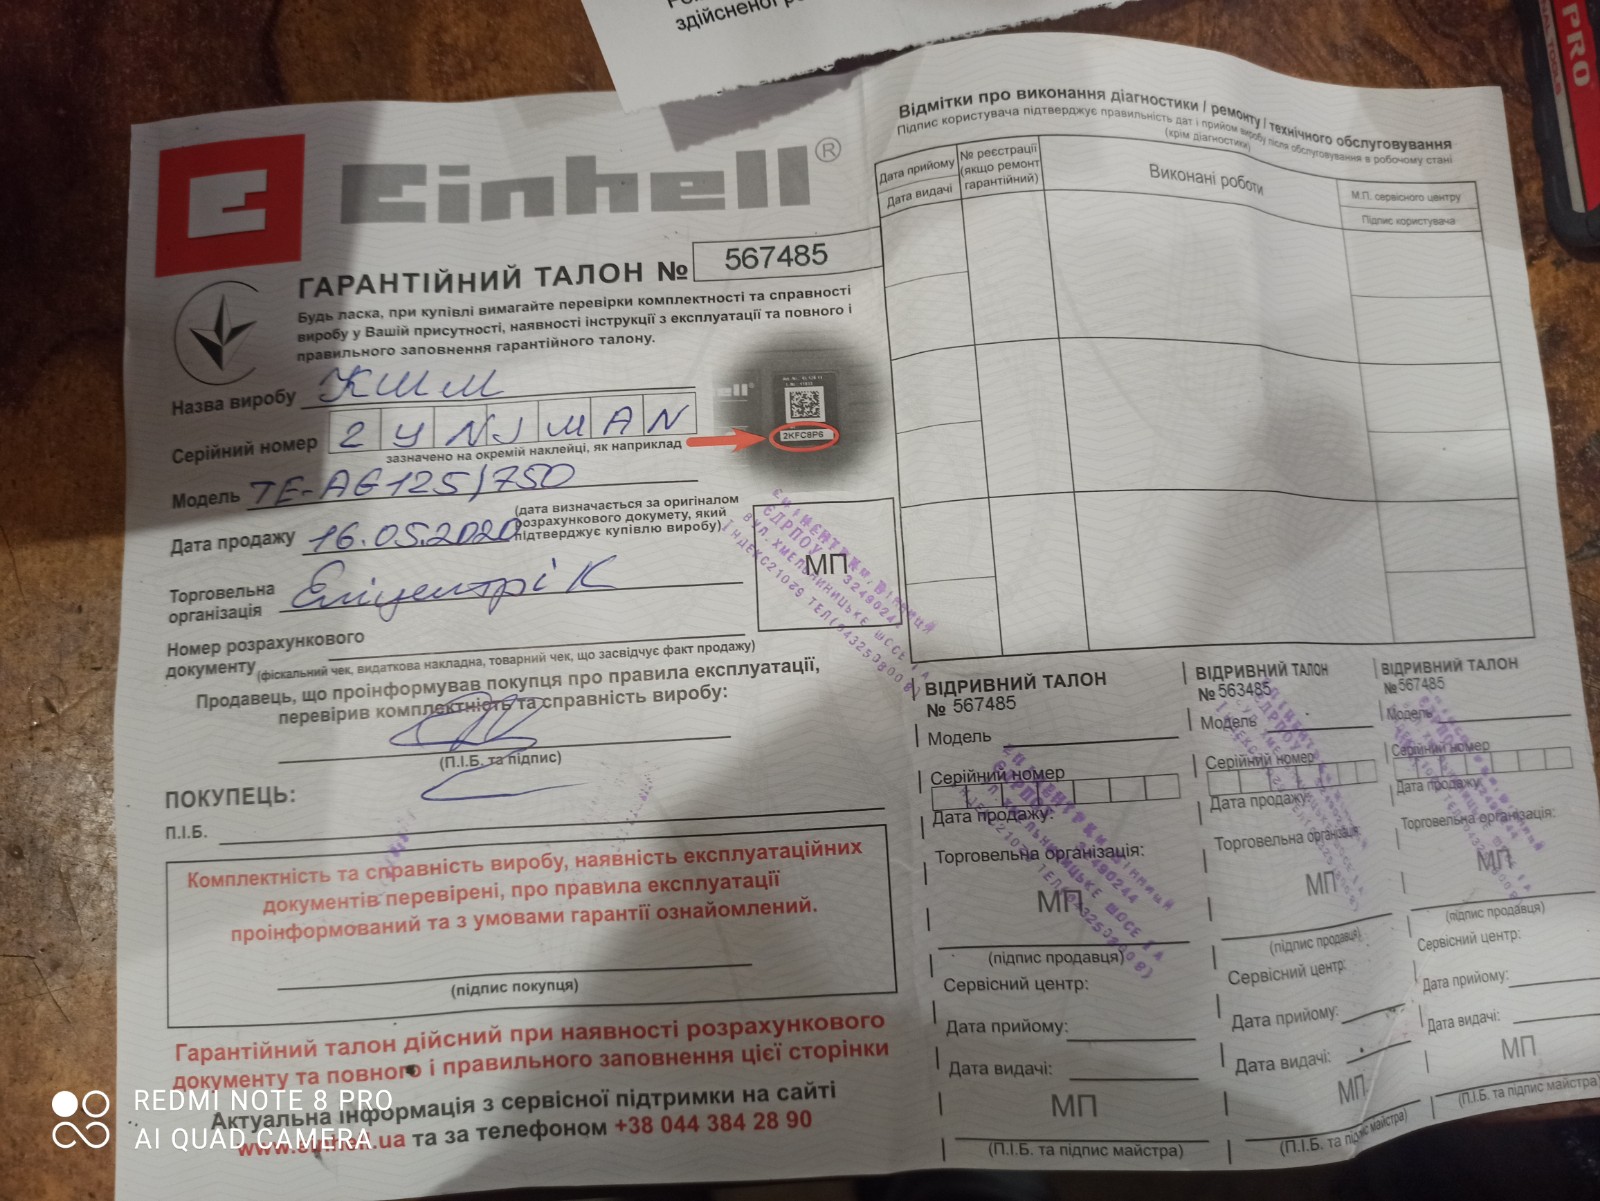 здійсненої
PRO
Einhell®
ГАРАНТІЙНИЙ ТАЛОН № 567485
Будь ласка, при купівлі вимагайте перевірки комплектності та справності
виробу у Вашій присутності, наявності інструкції з експлуатації та повного і
правильного заповнення гарантійного талону.
Назва виробу КШМ
Серійний номер 2 Y N J M A N
зазначено на окремій наклейці, як наприклад
2KFC8P6
Модель TE-AG125/750
Дата продажу 16.05.2020
(дата визначається за оригіналом
розрахункового докумету, який
підтверджує купівлю виробу)
Торговельна
організація Епіцентрі К
МП
Номер розрахункового
документу (фіскальний чек, видаткова накладна, товарний чек, що засвідчує факт продажу)
Продавець, що проінформував покупця про правила експлуатації,
перевірив комплектність та справність виробу:
(П.І.Б. та підпис)
ПОКУПЕЦЬ:
П.І.Б.
Комплектність та справність виробу, наявність експлуатаційних
документів перевірені, про правила експлуатації
проінформований та з умовами гарантії ознайомлений.
(підпис покупця)
Гарантійний талон дійсний при наявності розрахункового
документу та повного і правильного заповнення цієї сторінки
Актуальна інформація з сервісної підтримки на сайті
www.einhell.ua та за телефоном +38 044 384 28 90
Відмітки про виконання діагностики / ремонту / технічного обслуговування
Підпис користувача підтверджує правильність дат і прийом виробу після обслуговування в робочому стані
(крім діагностики)
Дата прийому
Дата видачі
№ реєстрації
(якщо ремонт
гарантійний)
Виконані роботи
М.П. сервісного центру
Підпис користувача
ВІДРИВНИЙ ТАЛОН
№ 567485
Модель
Серійний номер
Дата продажу:
Торговельна організація:
МП
(підпис продавця)
Сервісний центр:
Дата прийому:
Дата видачі:
МП
(П.І.Б. та підпис майстра)
ВІДРИВНИЙ ТАЛОН
№ 563485
Модель
Серійний номер
Дата продажу:
Торговельна організація:
МП
(підпис продавця)
Сервісний центр:
Дата прийому:
Дата видачі:
МП
(П.І.Б. та підпис майстра)
ВІДРИВНИЙ ТАЛОН
№567485
Модель
Серійний номер
Дата продажу
Торговельна організація:
МП
(підпис продавця)
Сервісний центр:
Дата прийому:
Дата видачі:
МП
(П.І.Б. та підпис майстра)
REDMI NOTE 8 PRO
AI QUAD CAMERA